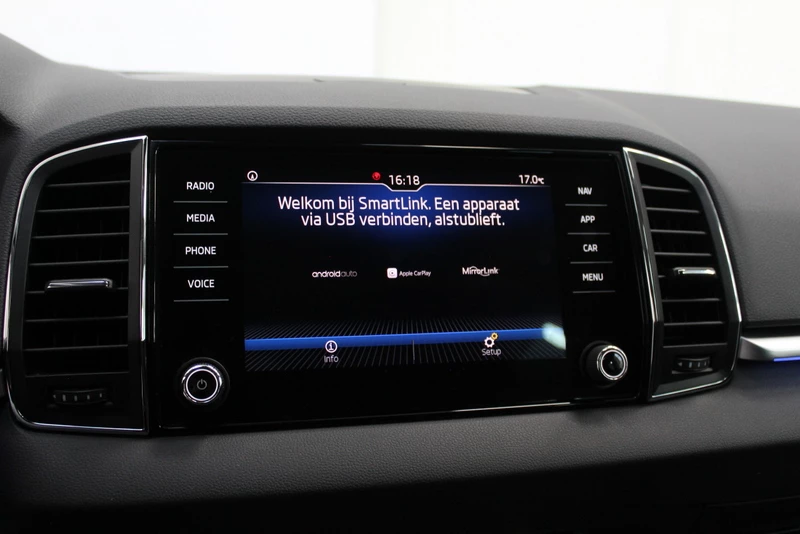 16:18
17.0℃
RADIO
MEDIA
PHONE
VOICE
Welkom bij SmartLink. Een apparaat
via USB verbinden, alstublieft.
androidauto
Apple CarPlay
MirrorLink
Info
Setup
NAV
APP
CAR
MENU